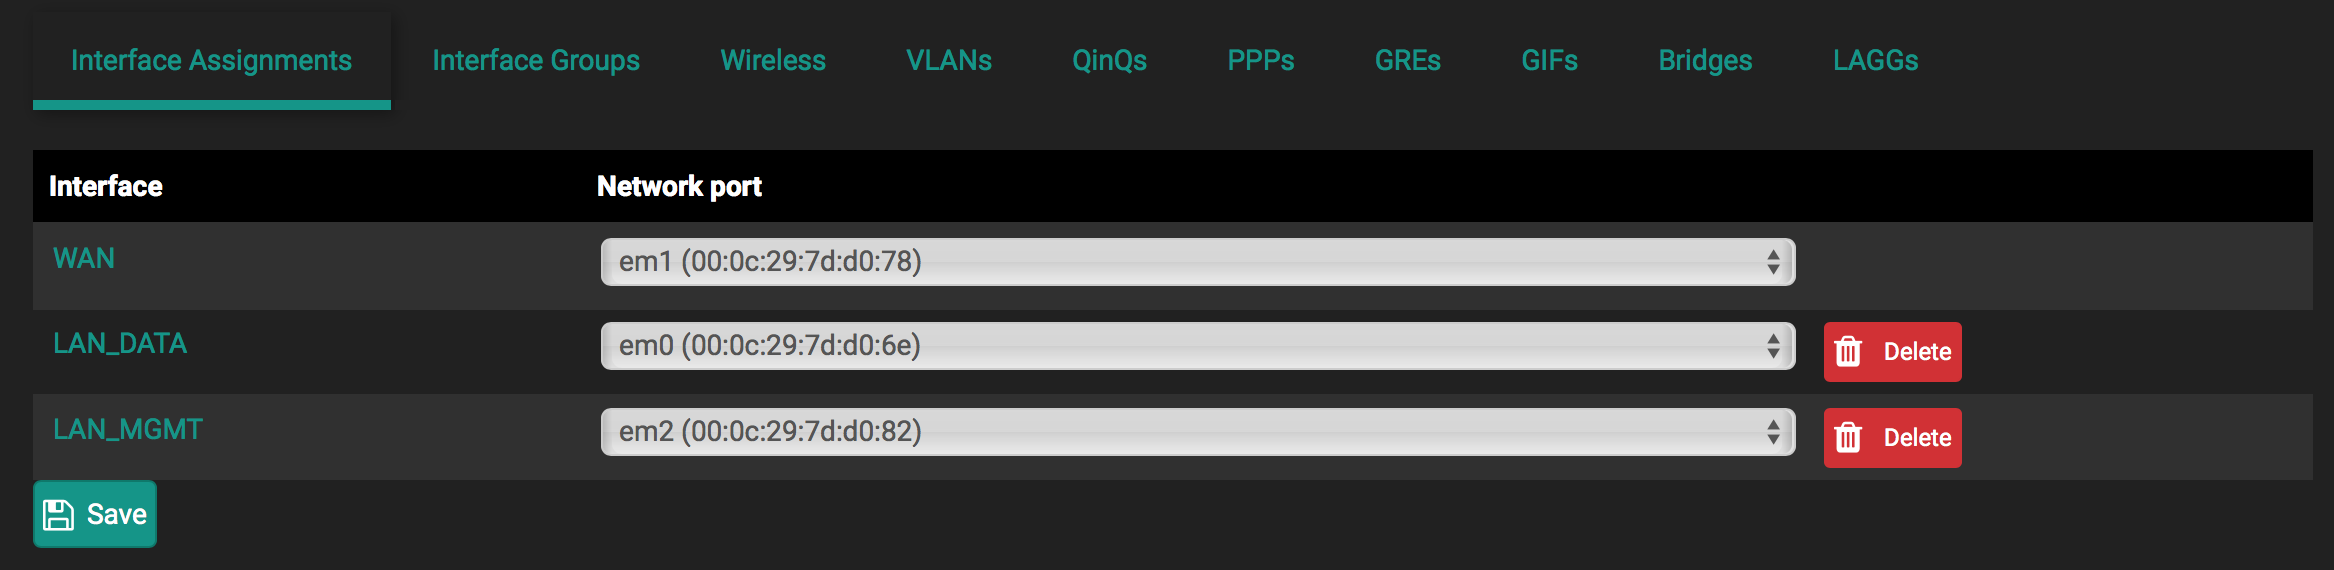 Interface Assignments Interface Groups Wireless VLANs QinQs PPPs GREs GIFs Bridges LAGGs
Interface Network port
WAN em1 (00:0c:29:7d:d0:78)
LAN_DATA em0 (00:0c:29:7d:d0:6e) Delete
LAN_MGMT em2 (00:0c:29:7d:d0:82) Delete
Save